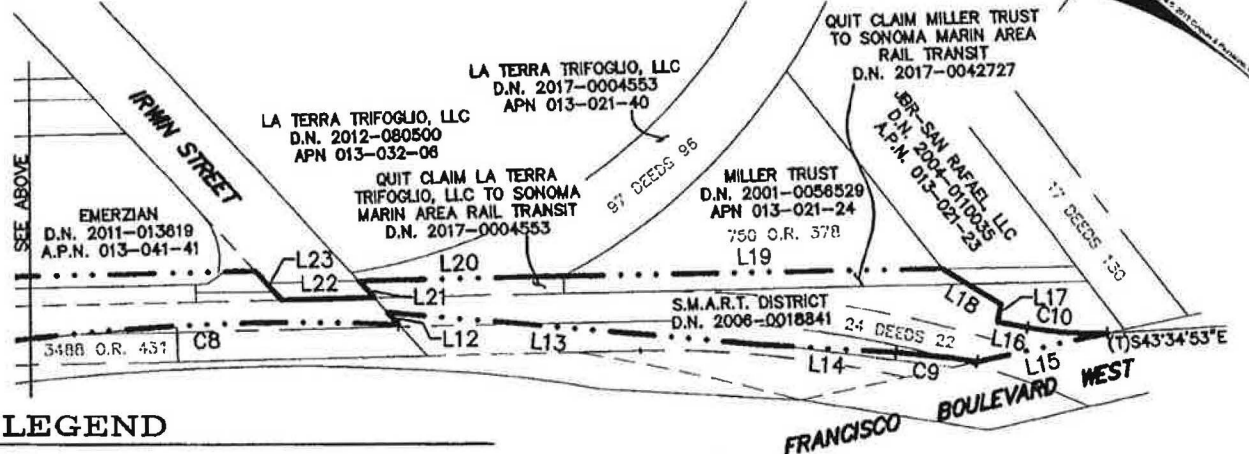 QUIT CLAIM MILLER TRUST
TO SONOMA MARIN AREA
RAIL TRANSIT
D.N. 2017-0042727
LA TERRA TRIFOGLIO, LLC
D.N. 2017-0004553
APN 013-021-40
LA TERRA TRIFOGLIO, LLC
D.N. 2012-080500
APN 013-032-06
IRWIN STREET
JBR-SAN RAFAEL LLC
D.N. 2004-0110035
A.P.N. 013-021-23
17 DEEDS 130
97 DEEDS 96
QUIT CLAIM LA TERRA
TRIFOGLIO, LLC TO SONOMA
MARIN AREA RAIL TRANSIT
D.N. 2017-0004553
MILLER TRUST
D.N. 2001-0056529
APN 013-021-24
750 O.R. 378
SEE ABOVE
EMERZIAN
D.N. 2011-013619
A.P.N. 013-041-41
L23
L22
L20
L21
L19
L18
L17
C10
S.M.A.R.T. DISTRICT
D.N. 2006-0018841
24 DEEDS 22
3488 O.R. 431
C8
L12
L13
L14
C9
L16
L15
(T)S43°34'53"E
FRANCISCO BOULEVARD WEST
LEGEND